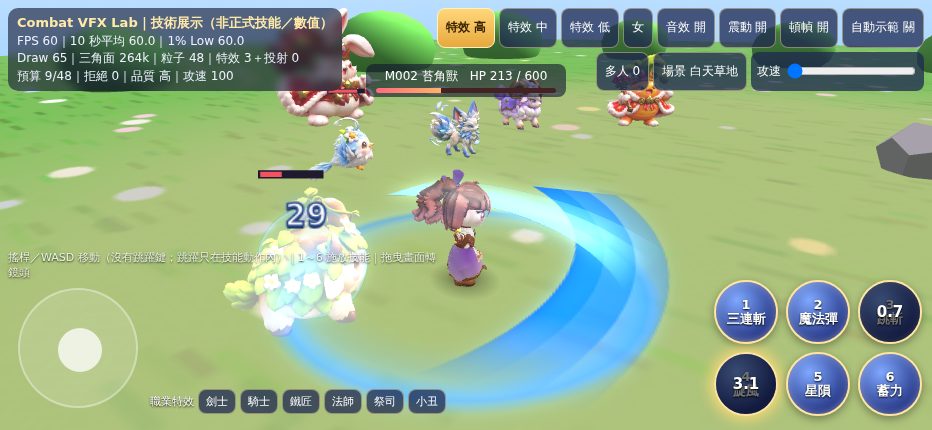 Combat VFX Lab｜技術展示（非正式技能／數值）
FPS 60｜10 秒平均 60.0｜1% Low 60.0
Draw 65｜三角面 264k｜粒子 48｜特效 3＋投射 0
預算 9/48｜拒絕 0｜品質 高｜攻速 100
M002 苔角獸 HP 213 / 600
特效 高
特效 中
特效 低
女
音效 開
震動 開
頓幀 開
自動示範 關
多人 0
場景 白天草地
攻速
29
搖桿／WASD 移動（沒有跳躍鍵；跳躍只在技能動作內）｜1～6 施放技能｜拖曳畫面轉
鏡頭
1
三連斬
2
魔法彈
3
0.7
跳斬
4
3.1
旋風
5
星隕
6
蓄力
職業特效
劍士
騎士
鐵匠
法師
祭司
小丑